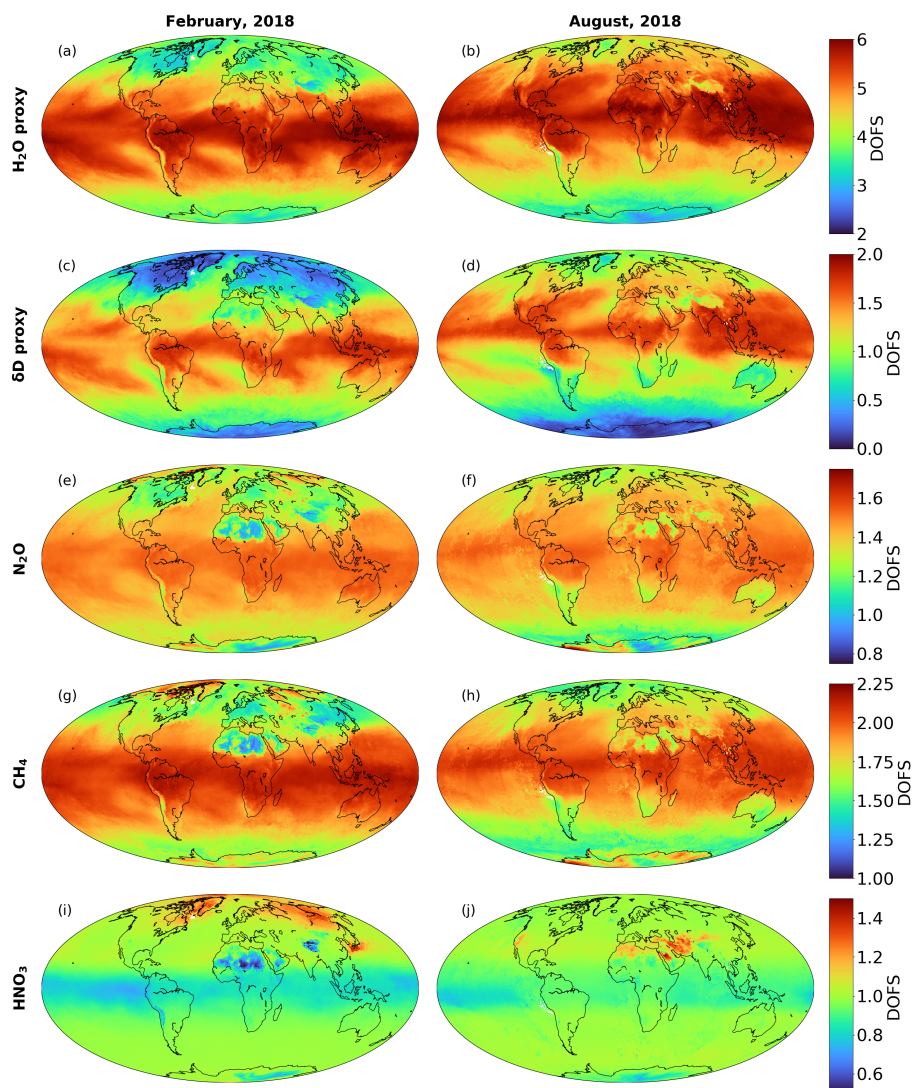 February, 2018
August, 2018
H₂O proxy
(a)
(b)
6
5
4
3
2
DOFS
δD proxy
(c)
(d)
2.0
1.5
1.0
0.5
0.0
DOFS
N₂O
(e)
(f)
1.6
1.4
1.2
1.0
0.8
DOFS
CH₄
(g)
(h)
2.25
2.00
1.75
1.50
1.25
1.00
DOFS
HNO₃
(i)
(j)
1.4
1.2
1.0
0.8
0.6
DOFS